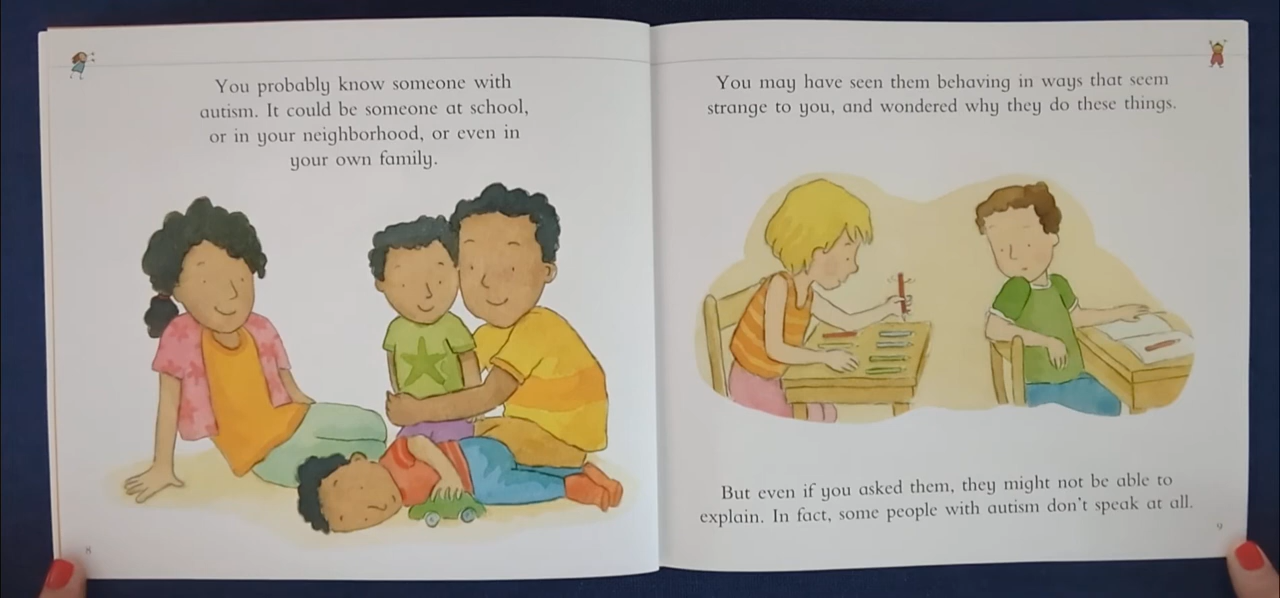 You probably know someone with
autism. It could be someone at school,
or in your neighborhood, or even in
your own family.
8
You may have seen them behaving in ways that seem
strange to you, and wondered why they do these things.
But even if you asked them, they might not be able to
explain. In fact, some people with autism don't speak at all.
9